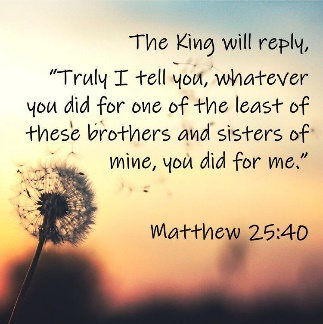 The King will reply,
“Truly I tell you, whatever
you did for one of the least of
these brothers and sisters of
mine, you did for me.”
Matthew 25:40